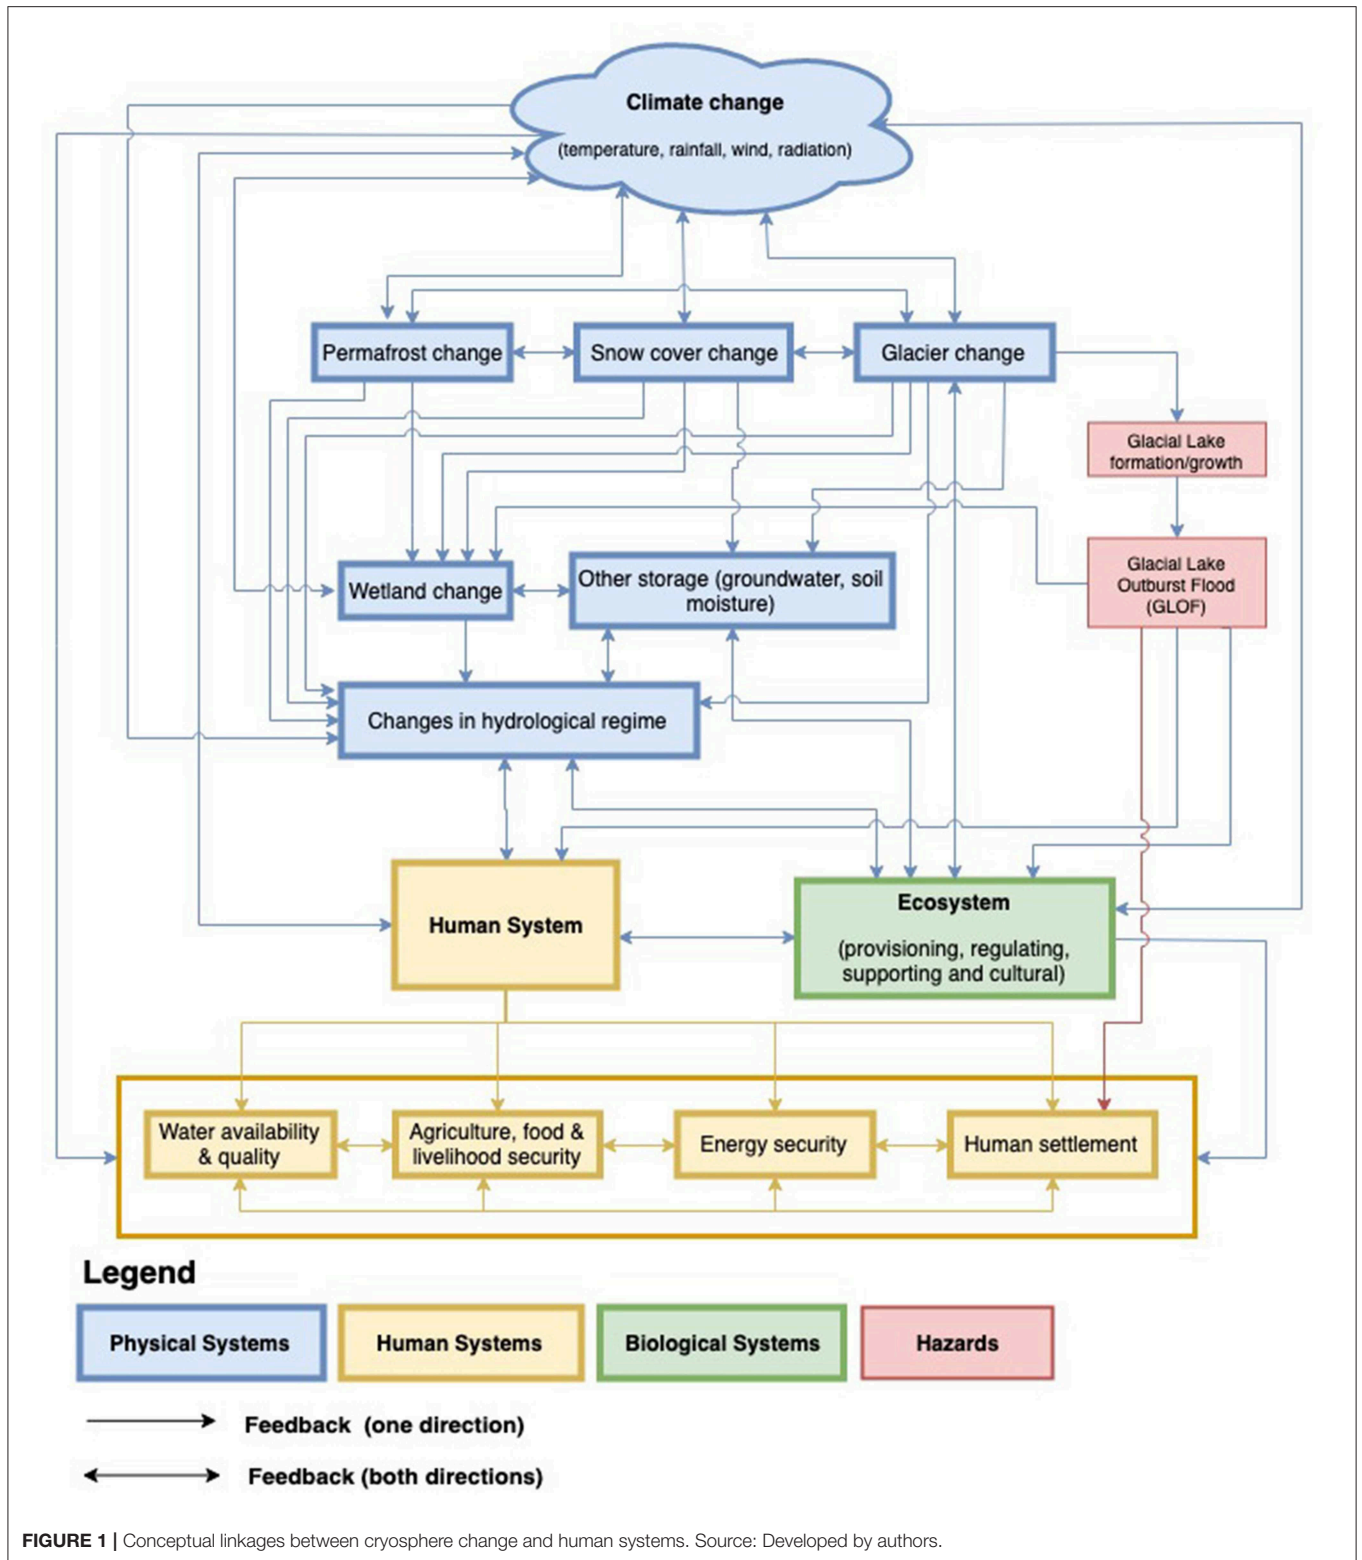 Climate change
(temperature, rainfall, wind, radiation)
Permafrost change
Snow cover change
Glacier change
Glacial Lake
formation/growth
Glacial Lake
Outburst Flood
(GLOF)
Wetland change
Other storage (groundwater, soil
moisture)
Changes in hydrological regime
Human System
Ecosystem
(provisioning, regulating,
supporting and cultural)
Water availability
& quality
Agriculture, food &
livelihood security
Energy security
Human settlement
Legend
Physical Systems
Human Systems
Biological Systems
Hazards
Feedback (one direction)
Feedback (both directions)
FIGURE 1 | Conceptual linkages between cryosphere change and human systems. Source: Developed by authors.